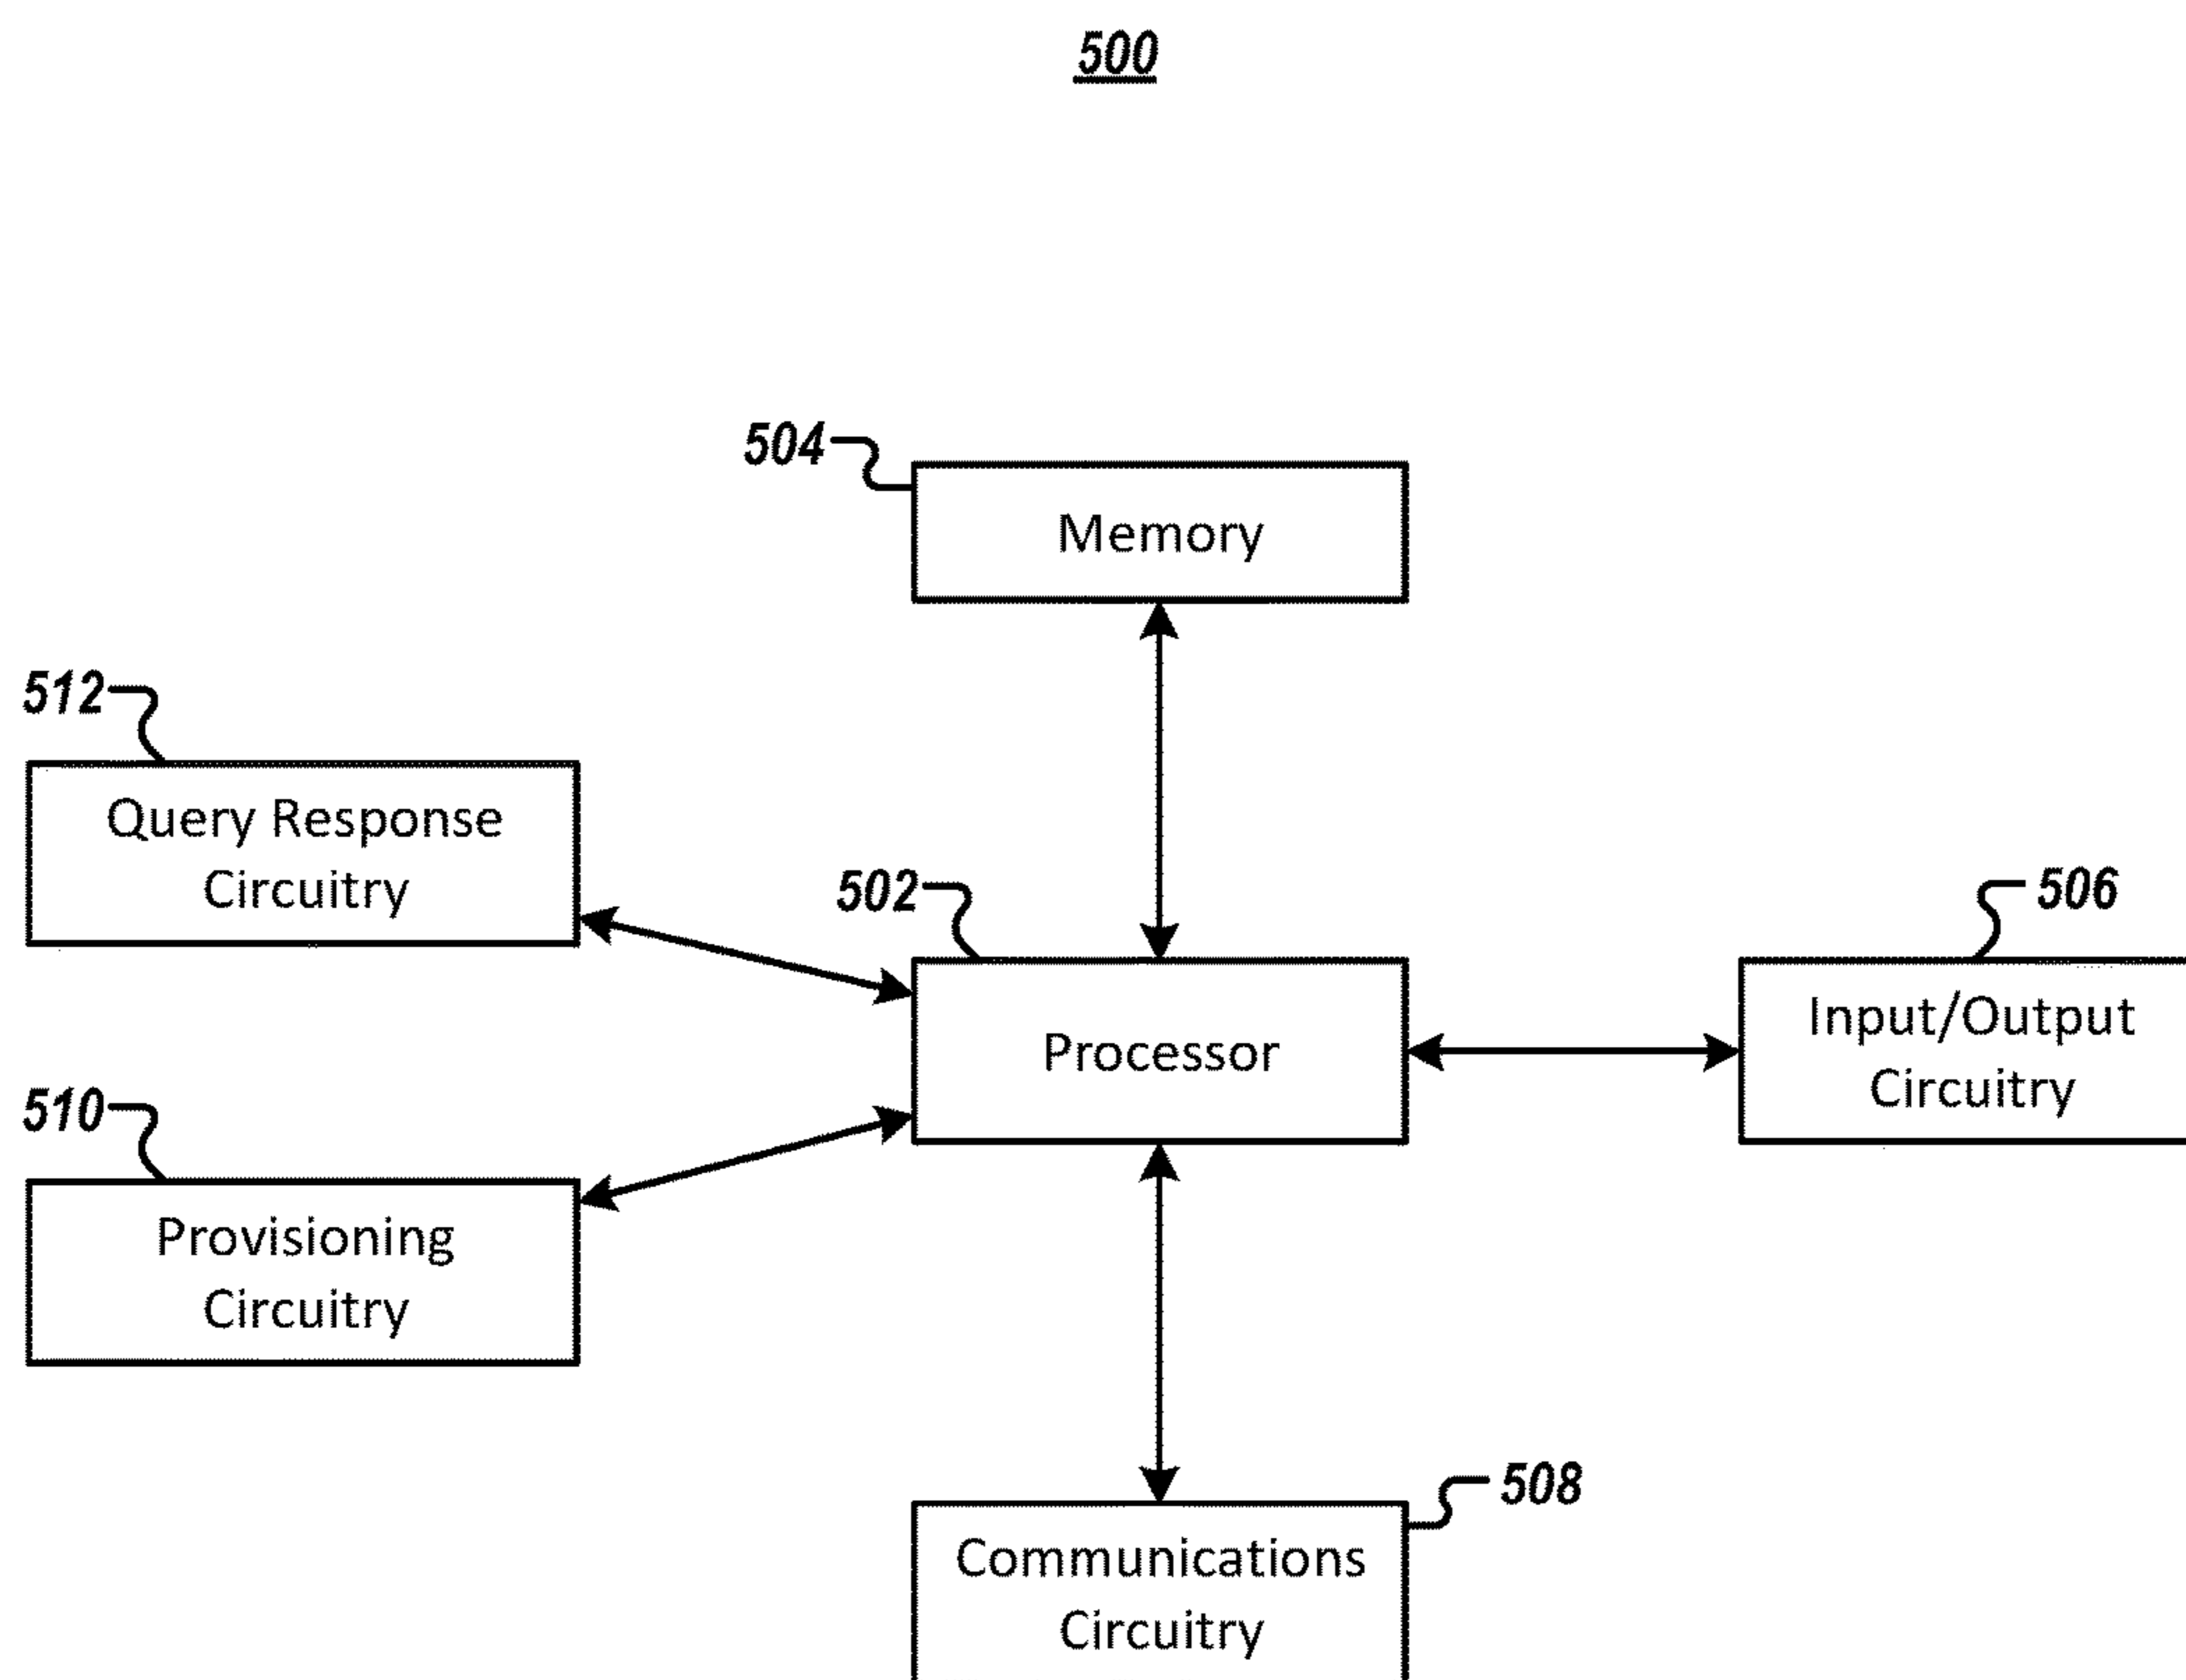 500
504
Memory
512
Query Response
Circuitry
502
Processor
506
Input/Output
Circuitry
510
Provisioning
Circuitry
508
Communications
Circuitry